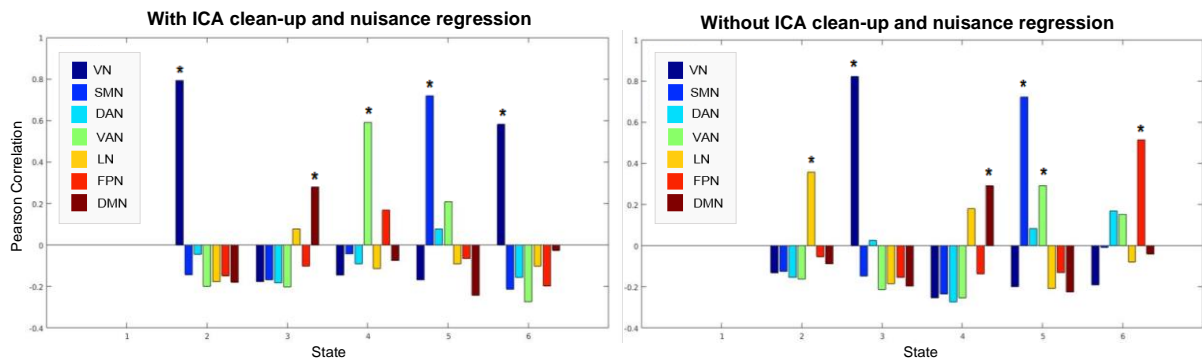 With ICA clean-up and nuisance regression
Pearson Correlation
1
0.8
0.6
0.4
0.2
0
-0.2
-0.4
VN
SMN
DAN
VAN
LN
FPN
DMN
*
*
*
*
*
1 2 3 4 5 6
State
Without ICA clean-up and nuisance regression
1
0.8
0.6
0.4
0.2
0
-0.2
-0.4
VN
SMN
DAN
VAN
LN
FPN
DMN
*
*
*
*
*
*
1 2 3 4 5 6
State